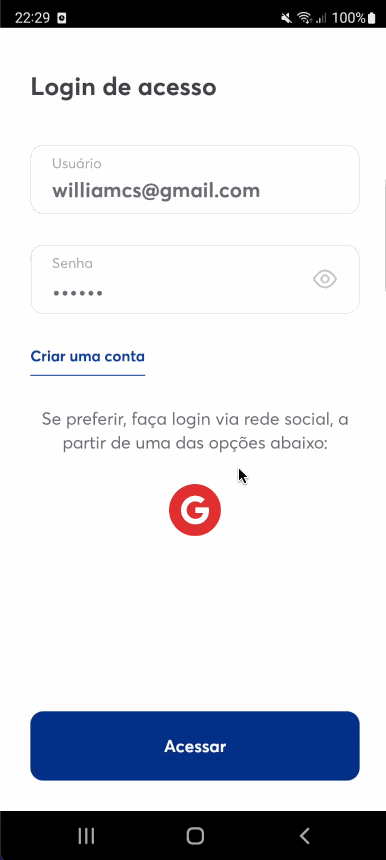 22:29 100%
Login de acesso
Usuário
williamcs@gmail.com
Senha
••••••
Criar uma conta
Se preferir, faça login via rede social, a
partir de uma das opções abaixo:
G
Acessar